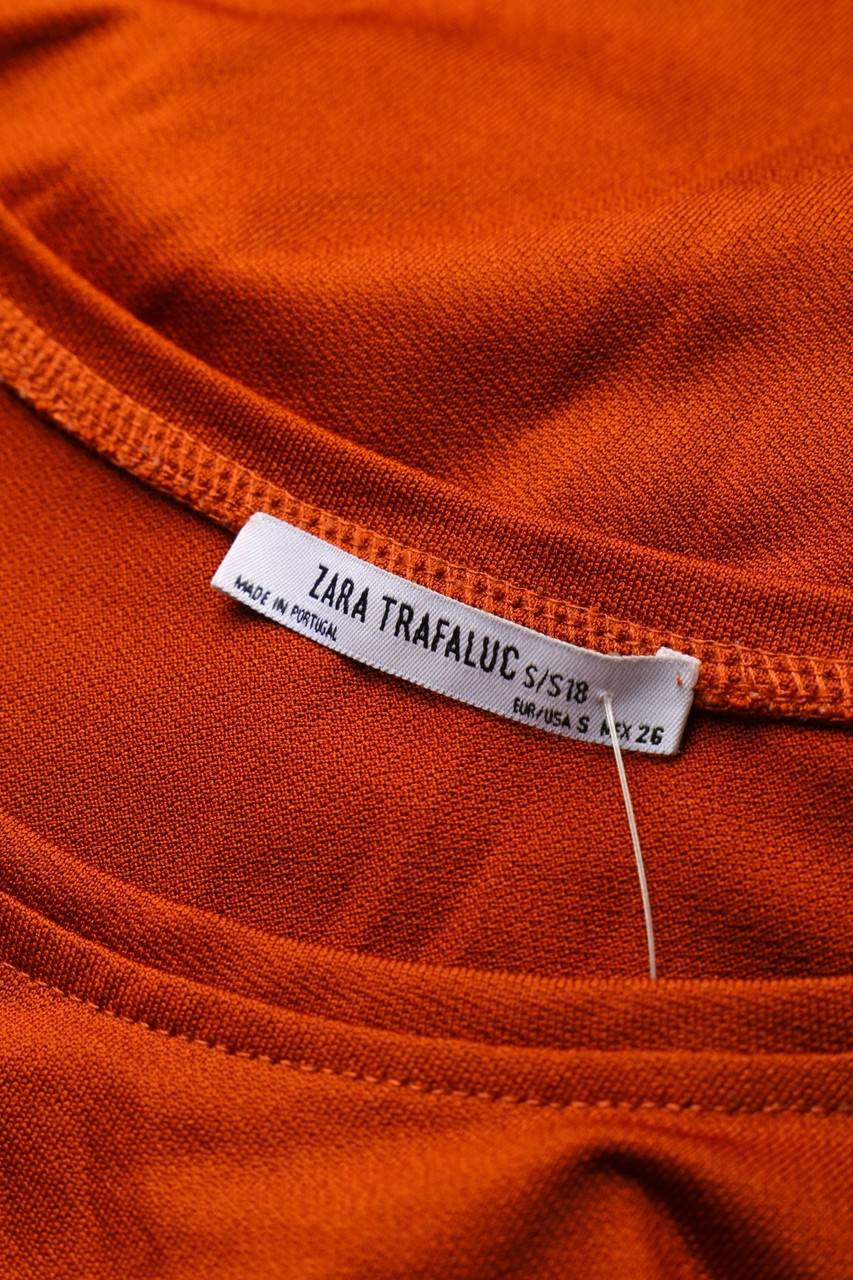 ZARA TRAFALUC S/S18
MADE IN PORTUGAL
EUR/USA S MEX 26